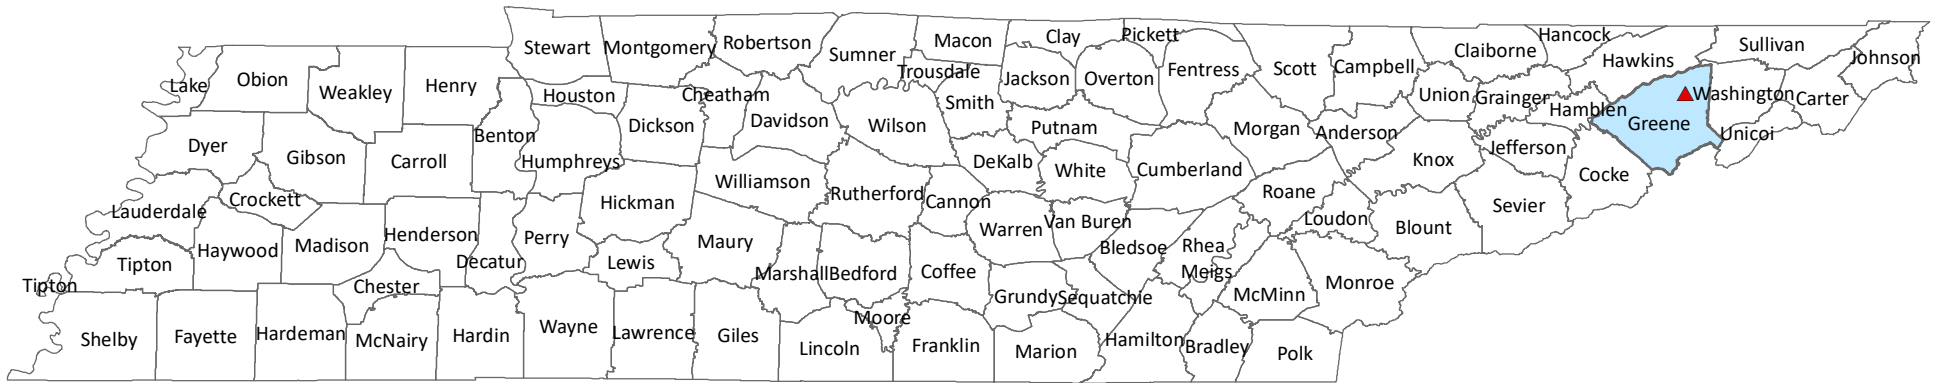 Stewart
Montgomery
Robertson
Sumner
Macon
Clay
Pickett
Claiborne
Hancock
Sullivan
Johnson
Lake
Obion
Weakley
Henry
Houston
Cheatham
Trousdale
Jackson
Overton
Fentress
Scott
Campbell
Hawkins
Union
Grainger
Hamblen
Greene
Washington
Carter
Unicoi
Dyer
Gibson
Carroll
Benton
Humphreys
Dickson
Davidson
Wilson
Smith
Putnam
DeKalb
White
Cumberland
Morgan
Anderson
Knox
Jefferson
Cocke
Lauderdale
Crockett
Haywood
Madison
Henderson
Decatur
Perry
Hickman
Williamson
Rutherford
Cannon
Warren
Van Buren
Bledsoe
Rhea
Meigs
Roane
Loudon
Blount
Sevier
Tipton
Tipton
Chester
Lewis
Maury
Marshall
Bedford
Coffee
Grundy
Sequatchie
McMinn
Monroe
Shelby
Fayette
Hardeman
McNairy
Hardin
Wayne
Lawrence
Giles
Lincoln
Moore
Franklin
Marion
Hamilton
Bradley
Polk